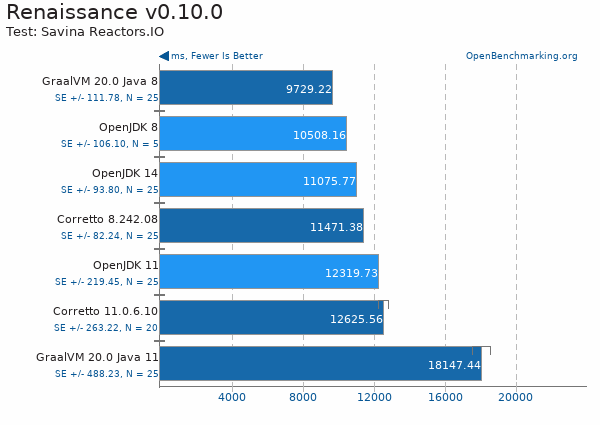 Renaissance v0.10.0
Test: Savina Reactors.IO
ms, Fewer Is Better
OpenBenchmarking.org
GraalVM 20.0 Java 8
SE +/- 111.78, N = 25
9729.22
OpenJDK 8
SE +/- 106.10, N = 5
10508.16
OpenJDK 14
SE +/- 93.80, N = 25
11075.77
Corretto 8.242.08
SE +/- 82.24, N = 25
11471.38
OpenJDK 11
SE +/- 219.45, N = 25
12319.73
Corretto 11.0.6.10
SE +/- 263.22, N = 20
12625.56
GraalVM 20.0 Java 11
SE +/- 488.23, N = 25
18147.44
4000 8000 12000 16000 20000